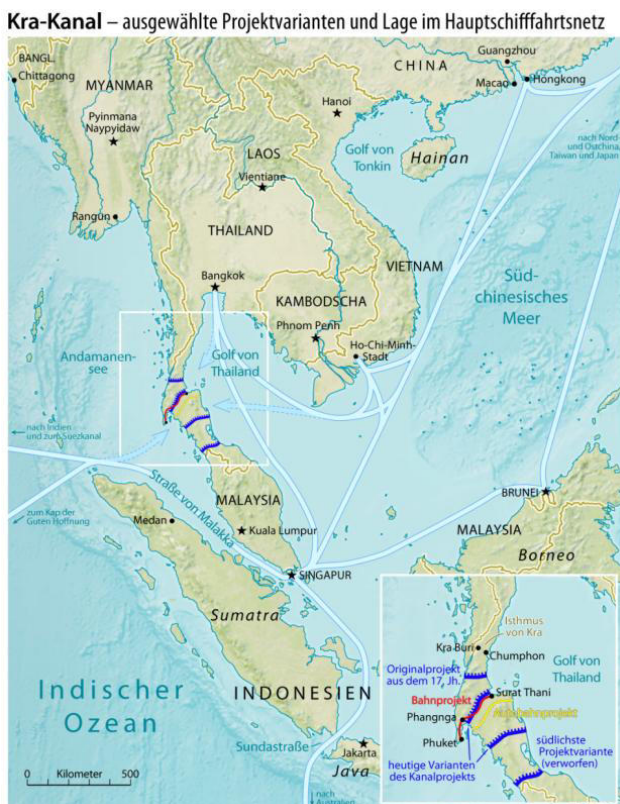 Kra-Kanal – ausgewählte Projektvarianten und Lage im Hauptschifffahrtsnetz
BANGL.
Chittagong
MYANMAR
Pyinmana
Naypyidaw
Rangun
CHINA
Guangzhou
Macao
Hongkong
Hanoi
Golf von
Tonkin
Hainan
nach Nord-
und Ostchina,
Taiwan und Japan
LAOS
Vientiane
THAILAND
Bangkok
VIETNAM
KAMBODSCHA
Phnom Penh
Ho-Chi-Minh-
Stadt
Süd-
chinesisches
Meer
Andamanen-
see
Golf von
Thailand
nach Indien
und zum Suezkanal
zum Kap der
Guten Hoffnung
Straße von Malakka
MALAYSIA
Medan
Kuala Lumpur
SINGAPUR
BRUNEI
MALAYSIA
Borneo
Sumatra
Indischer
Ozean
INDONESIEN
Sundastraße
Jakarta
Java
nach
Australien
0 Kilometer 500
Isthmus
von Kra
Kra Buri
Chumphon
Originalprojekt
aus dem 17. Jh.
Golf von
Thailand
Bahnprojekt
Surat Thani
Autobahnprojekt
Phangnga
Phuket
heutige Varianten
des Kanalprojekts
südlichste
Projektvariante
(verworfen)